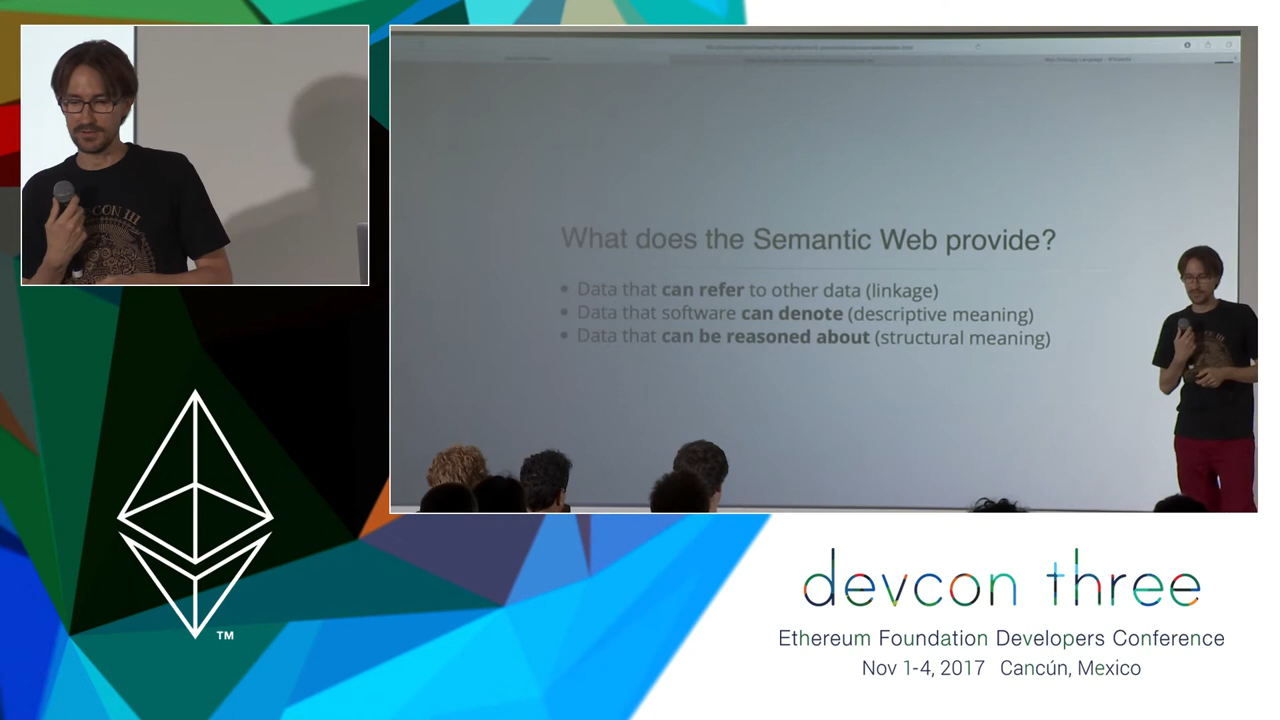 CON III
What does the Semantic Web provide?
• Data that can refer to other data (linkage)
• Data that software can denote (descriptive meaning)
• Data that can be reasoned about (structural meaning)
TM
devcon three
Ethereum Foundation Developers Conference
Nov 1-4, 2017 Cancún, Mexico